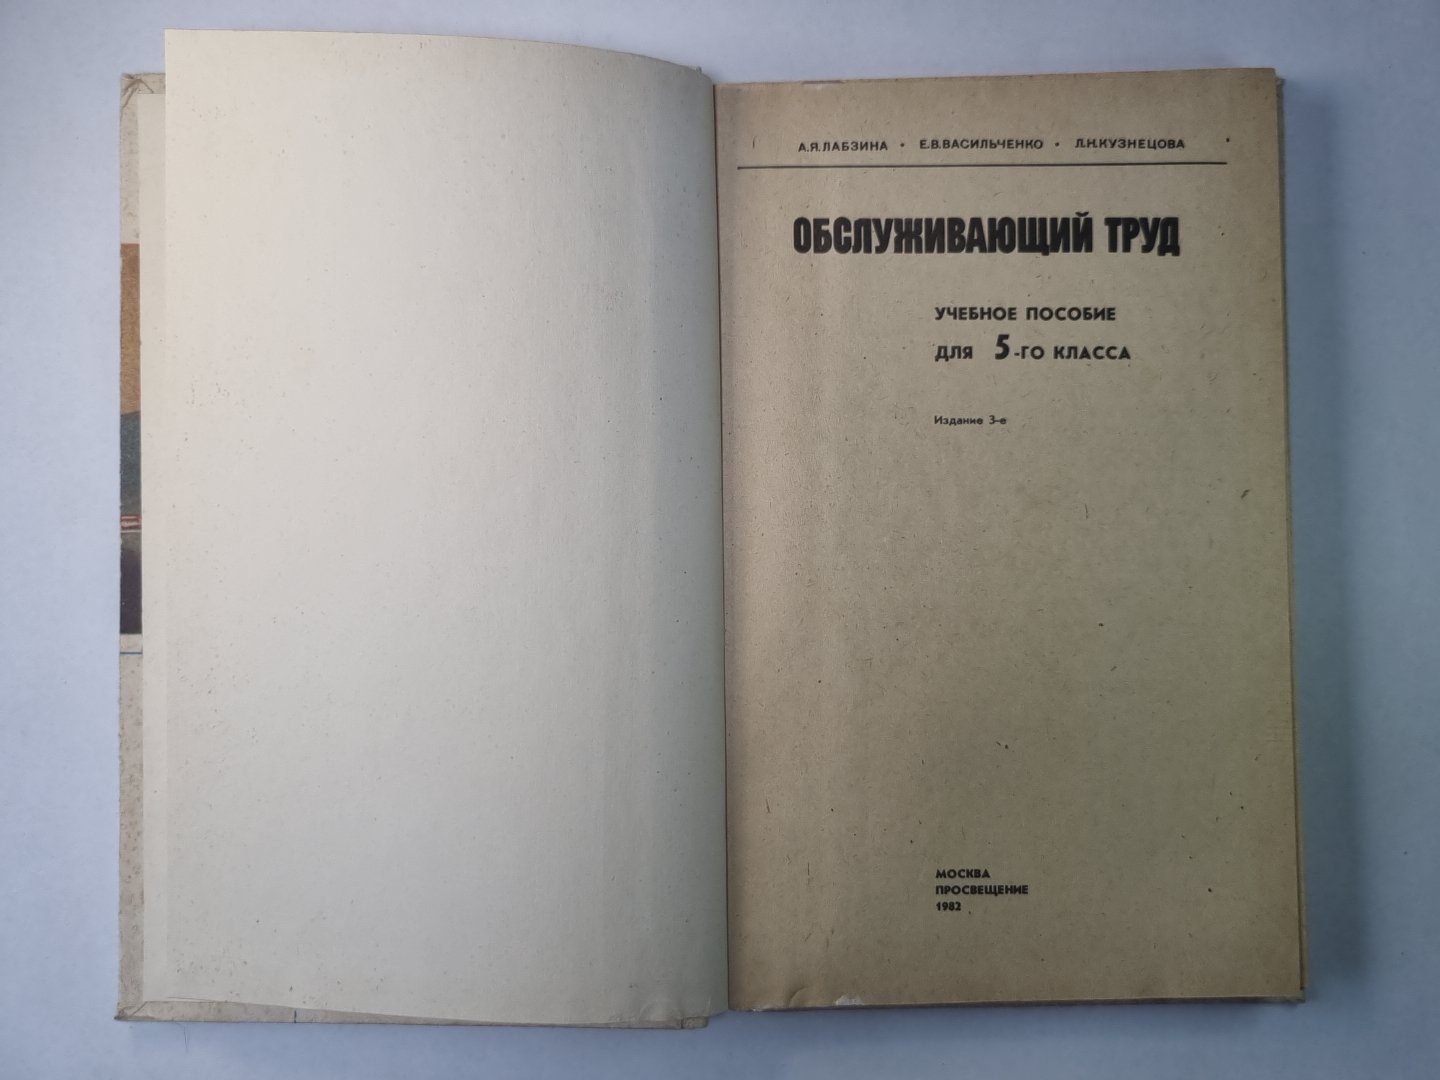 А.Я.ЛАБЗИНА • Е.В.ВАСИЛЬЧЕНКО • Л.Н.КУЗНЕЦОВА
ОБСЛУЖИВАЮЩИЙ ТРУД
УЧЕБНОЕ ПОСОБИЕ
ДЛЯ 5-ГО КЛАССА
Издание 3-е
МОСКВА
ПРОСВЕЩЕНИЕ
1982